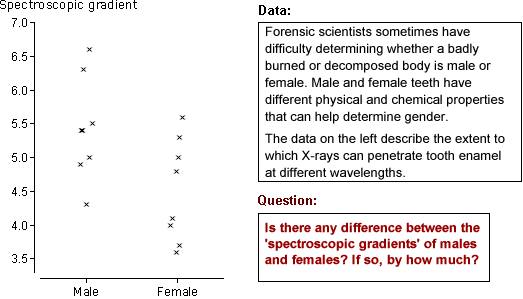 Spectroscopic gradient
7.0
6.5
6.0
5.5
5.0
4.5
4.0
3.5
Male Female
Data:
Forensic scientists sometimes have
difficulty determining whether a badly
burned or decomposed body is male or
female. Male and female teeth have
different physical and chemical properties
that can help determine gender.
The data on the left describe the extent to
which X-rays can penetrate tooth enamel
at different wavelengths.
Question:
Is there any difference between the
'spectroscopic gradients' of males
and females? If so, by how much?